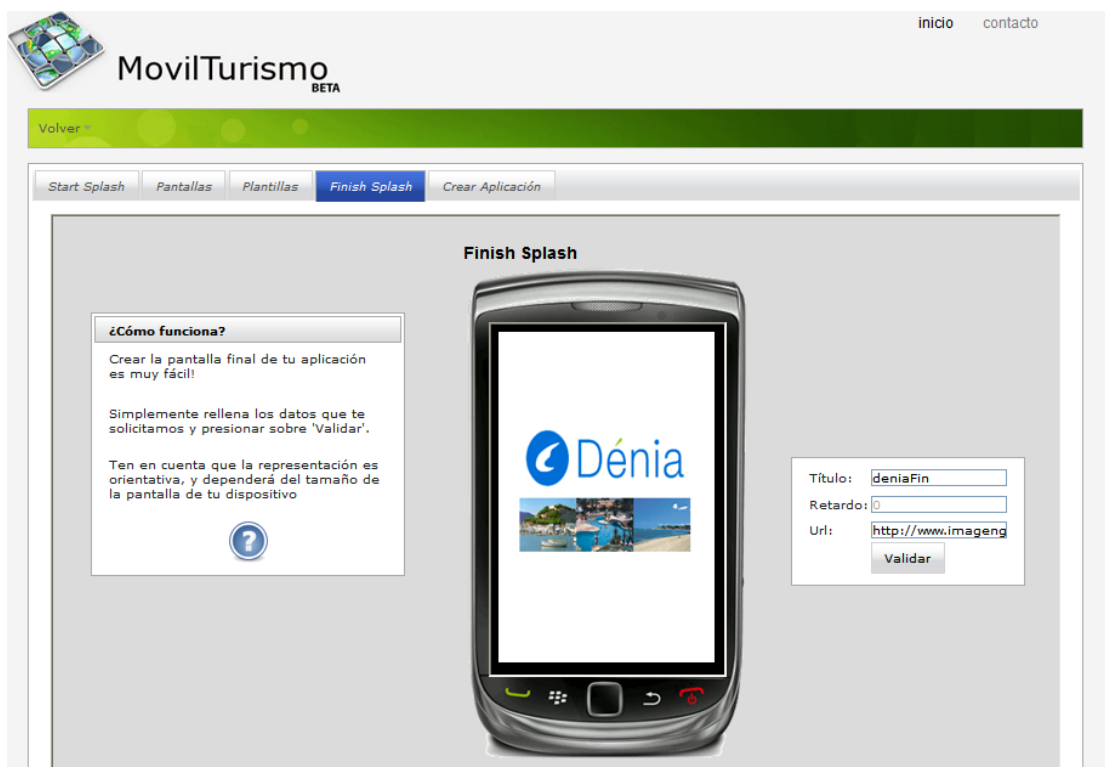 inicio contacto
MovilTurismo
BETA
Volver
Start Splash Pantallas Plantillas Finish Splash Crear Aplicación
Finish Splash
¿Cómo funciona?
Crear la pantalla final de tu aplicación
es muy fácil!
Simplemente rellena los datos que te
solicitamos y presionar sobre 'Validar'.
Ten en cuenta que la representación es
orientativa, y dependerá del tamaño de
la pantalla de tu dispositivo
?
Dénia
Título: deniaFin
Retardo: 0
Url: http://www.imageng
Validar